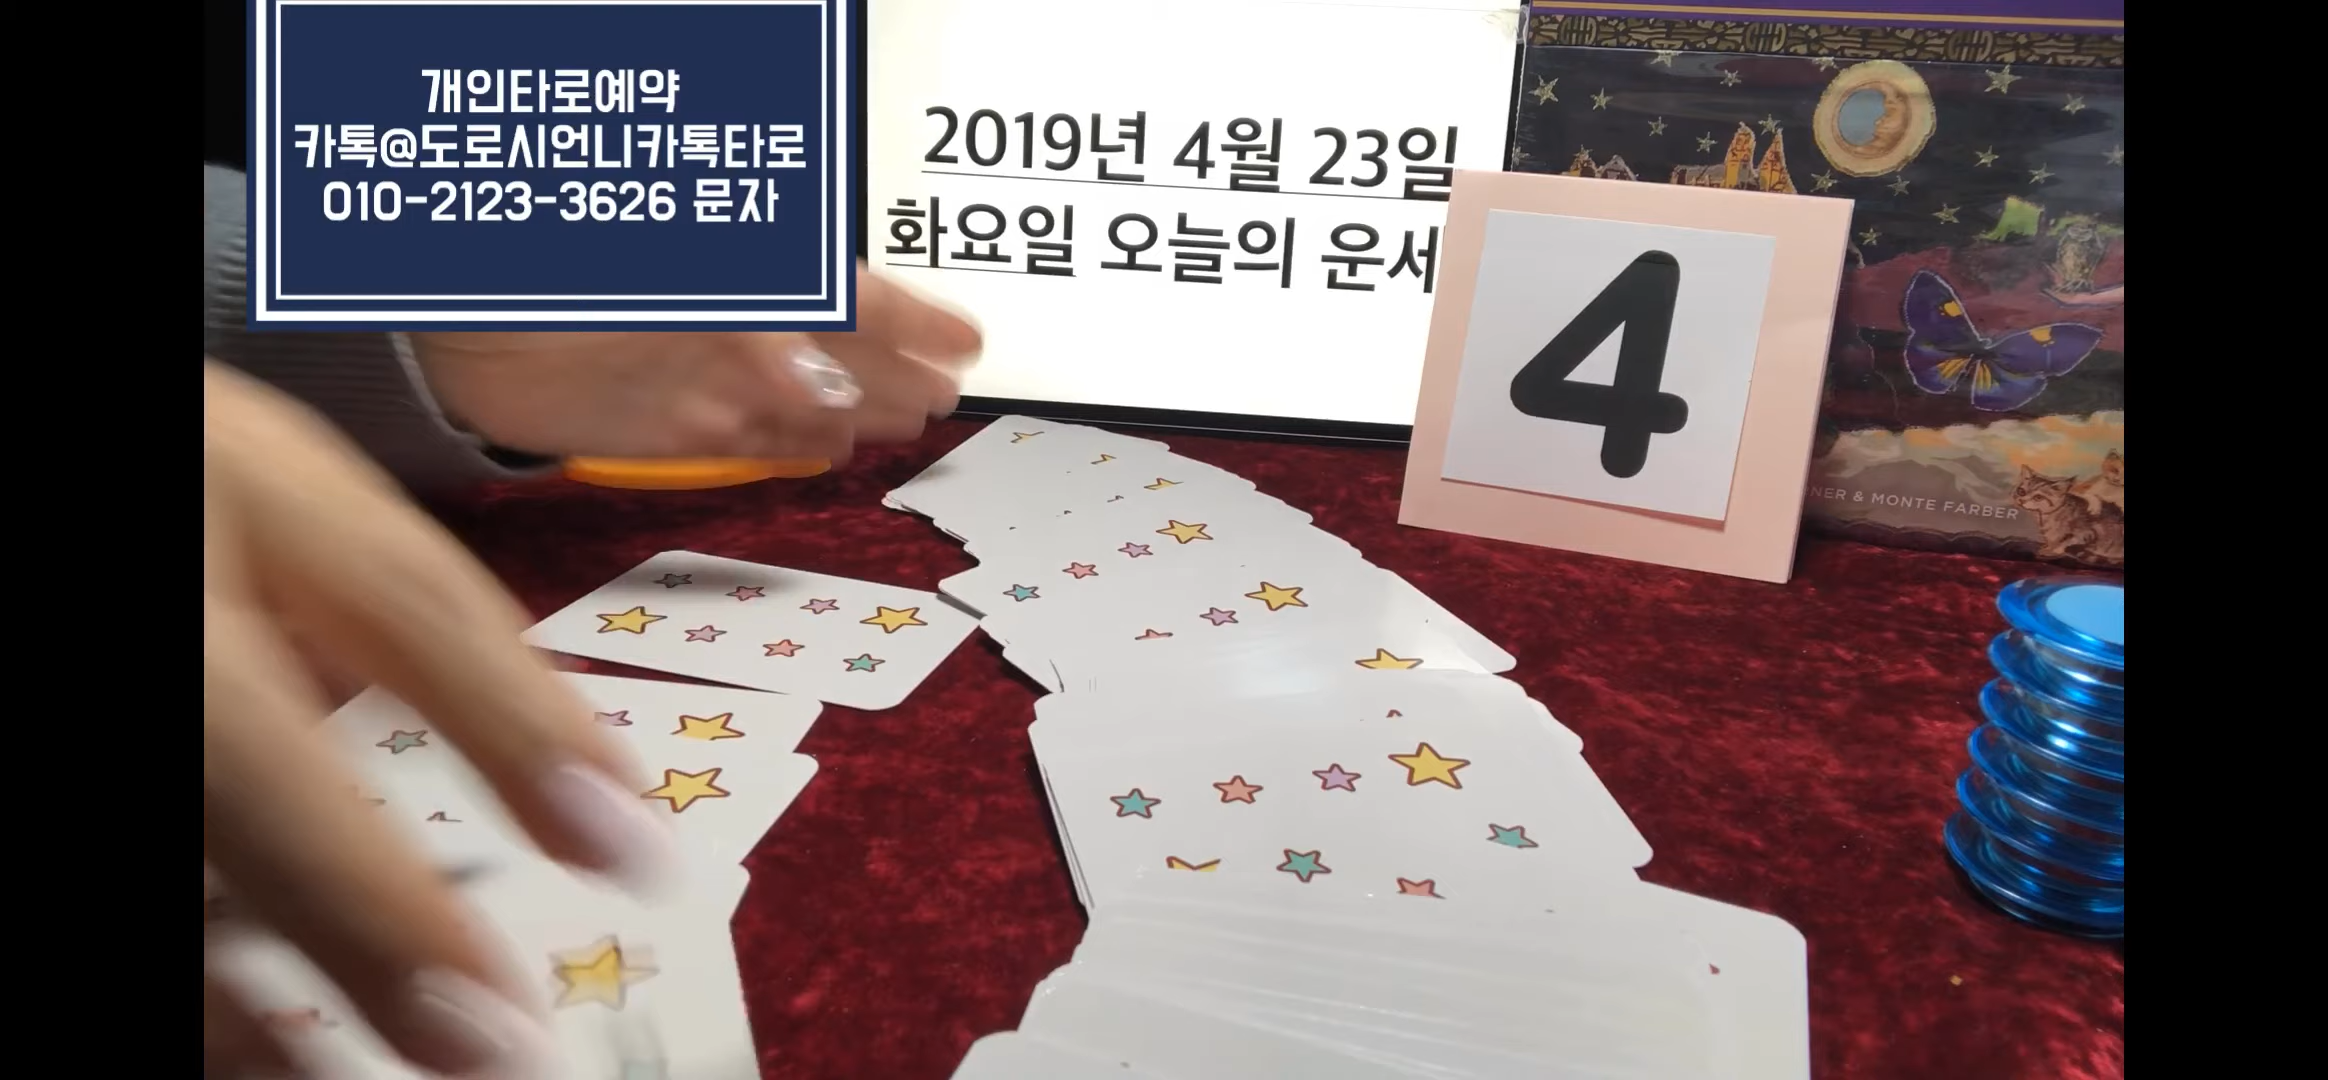 개인타로예약
카톡@도로시언니카톡타로
010-2123-3626 문자
2019년 4월 23일
화요일 오늘의 운세
4
& MONTE FARBER